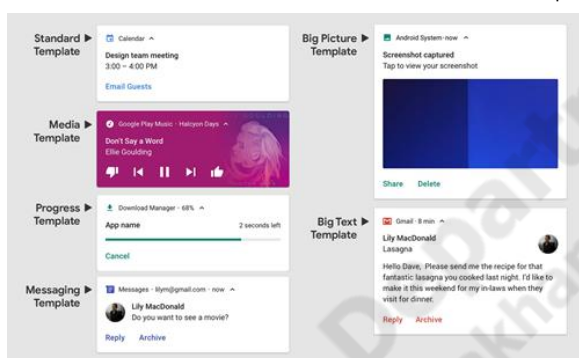 Standard ▶
Template
Calendar
Design team meeting
3:00 – 4:00 PM
Email Guests
Media ▶
Template
Google Play Music · Halcyon Days
Don't Say a Word
Ellie Goulding
Progress ▶
Template
Download Manager · 68%
App name
2 seconds left
Cancel
Messaging ▶
Template
Messages · lilym@gmail.com · now
Lily MacDonald
Do you want to see a movie?
Reply Archive
Big Picture ▶
Template
Android System · now
Screenshot captured
Tap to view your screenshot
Share Delete
Big Text ▶
Template
Gmail · 8 min
Lily MacDonald
Lasagna
Hello Dave, Please send me the recipe for that
fantastic lasagna you cooked last night. I'd like to
make it this weekend for my in-laws when they
visit for dinner.
Reply Archive